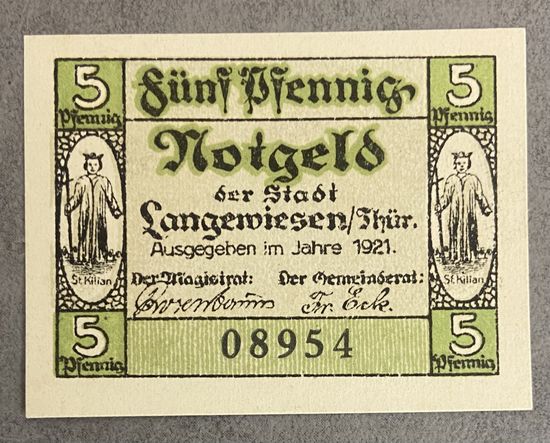 5 Fünf Pfennig 5
Pfennig Pfennig
Notgeld
der Stadt
Langewiesen/Thür.
Ausgegeben im Jahre 1921.
Der Magistrat: Der Gemeinderat:
Fr. Eck.
St. Kilian St. Kilian
5 08954 5
Pfennig Pfennig